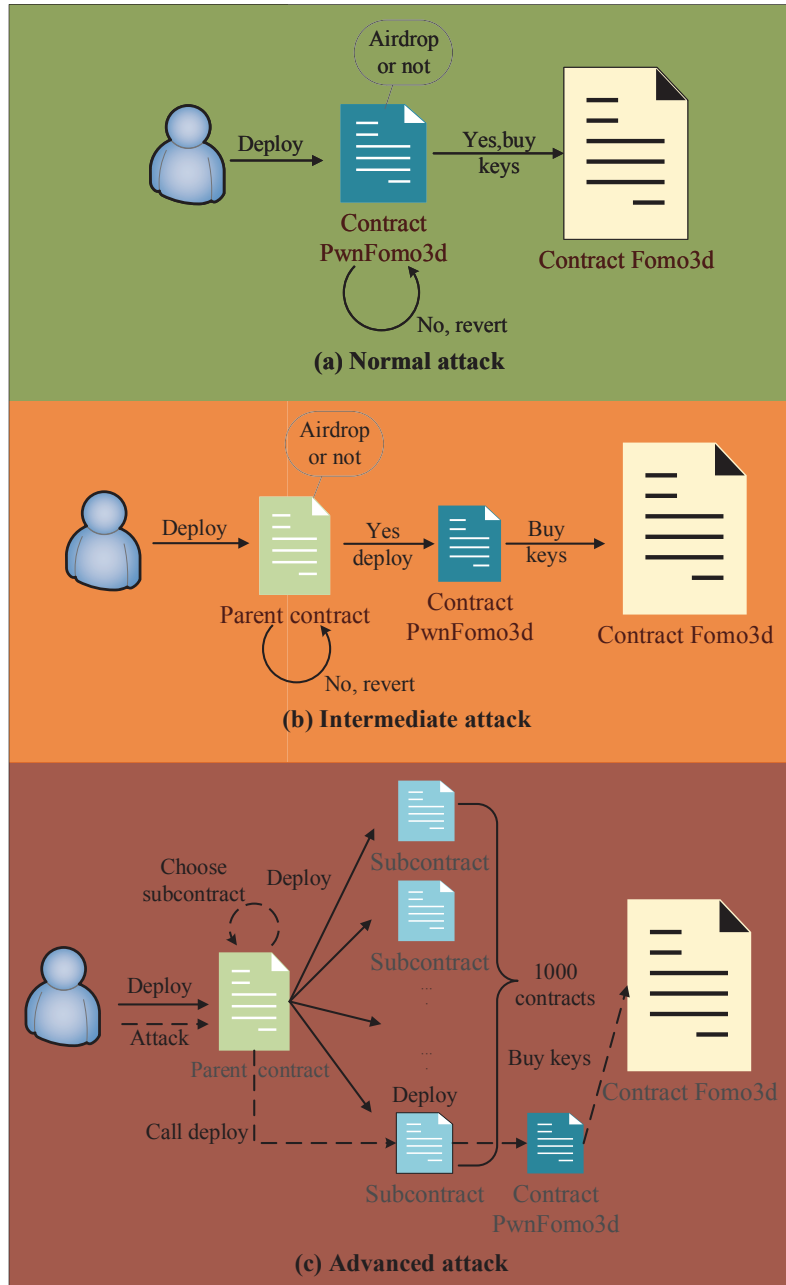 Airdrop
or not
Deploy
Yes,buy
keys
Contract
PwnFomo3d
Contract Fomo3d
No, revert
(a) Normal attack
Airdrop
or not
Deploy
Yes
deploy
Buy
keys
Parent contract
Contract
PwnFomo3d
Contract Fomo3d
No, revert
(b) Intermediate attack
Choose
subcontract
Deploy
Subcontract
Subcontract
...
.
...
.
1000
contracts
Deploy
Attack
Parent contract
Buy keys
Contract Fomo3d
Call deploy
Deploy
Subcontract
Contract
PwnFomo3d
(c) Advanced attack